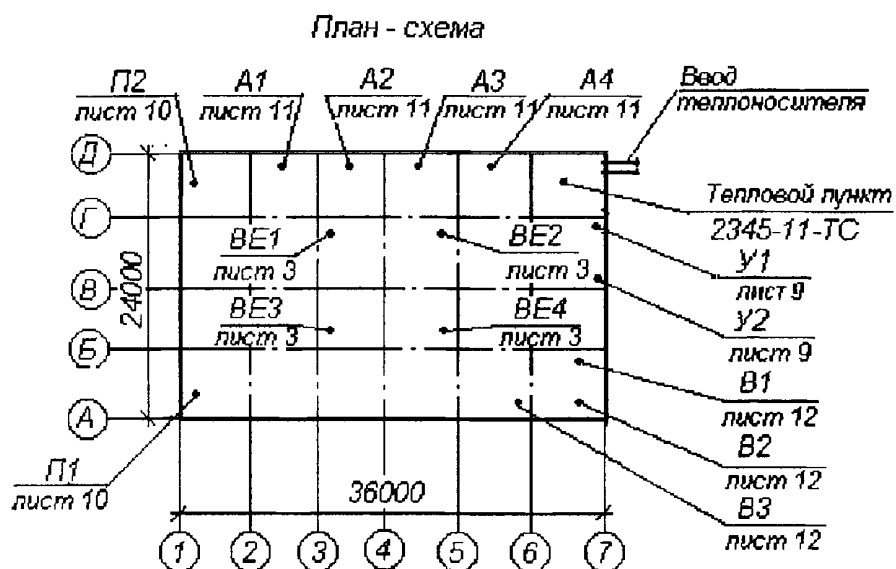 План - схема
П2
лист 10
А1
лист 11
А2
лист 11
А3
лист 11
А4
лист 11
Ввод
теплоносителя
Д
Г
В
Б
А
24000
Тепловой пункт
2345-11-ТС
ВЕ1
лист 3
ВЕ2
лист 3
У1
лист 9
ВЕ3
лист 3
ВЕ4
лист 3
У2
лист 9
В1
лист 12
В2
лист 12
В3
лист 12
П1
лист 10
36000
1
2
3
4
5
6
7